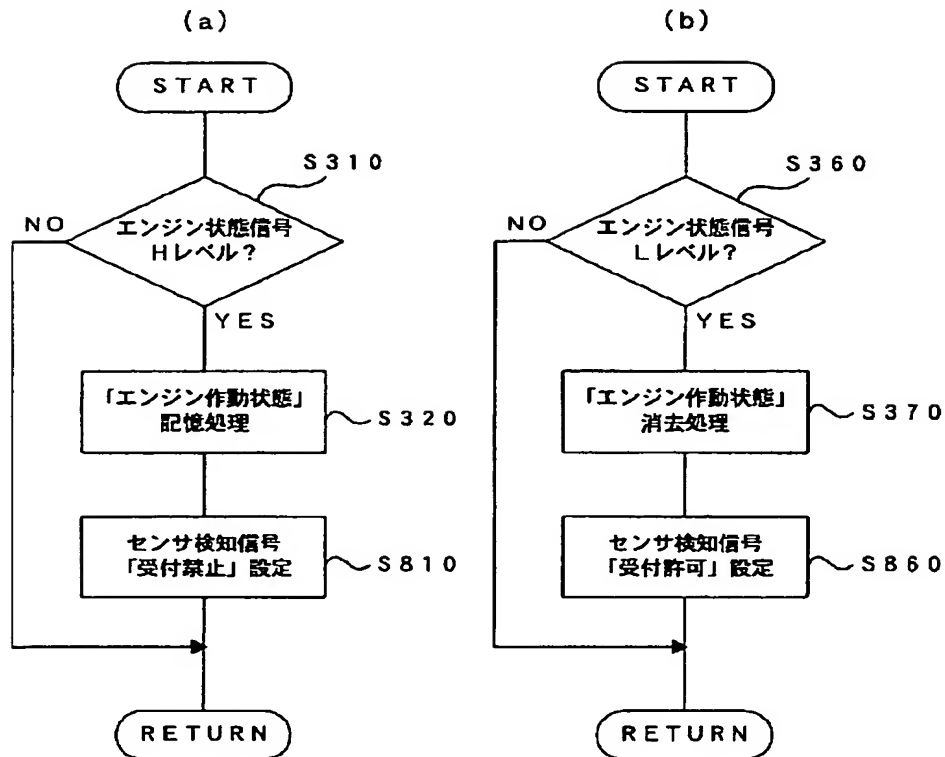 (a)
START
S310
NO
エンジン状態信号
Hレベル?
YES
「エンジン作動状態」
記憶処理
S320
センサ検知信号
「受付禁止」設定
S810
RETURN
(b)
START
S360
NO
エンジン状態信号
Lレベル?
YES
「エンジン作動状態」
消去処理
S370
センサ検知信号
「受付許可」設定
S860
RETURN